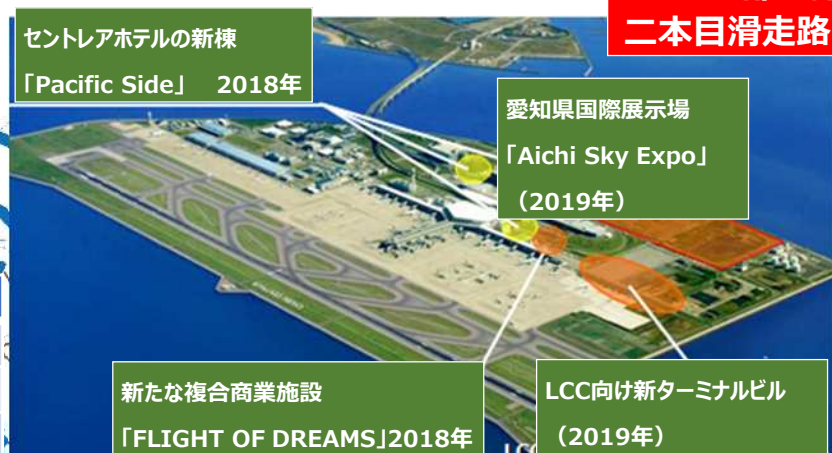 二本目滑走路
セントレアホテルの新棟
「Pacific Side」 2018年
愛知県国際展示場
「Aichi Sky Expo」
（2019年）
新たな複合商業施設
「FLIGHT OF DREAMS」2018年
LCC向け新ターミナルビル
（2019年）
LCC